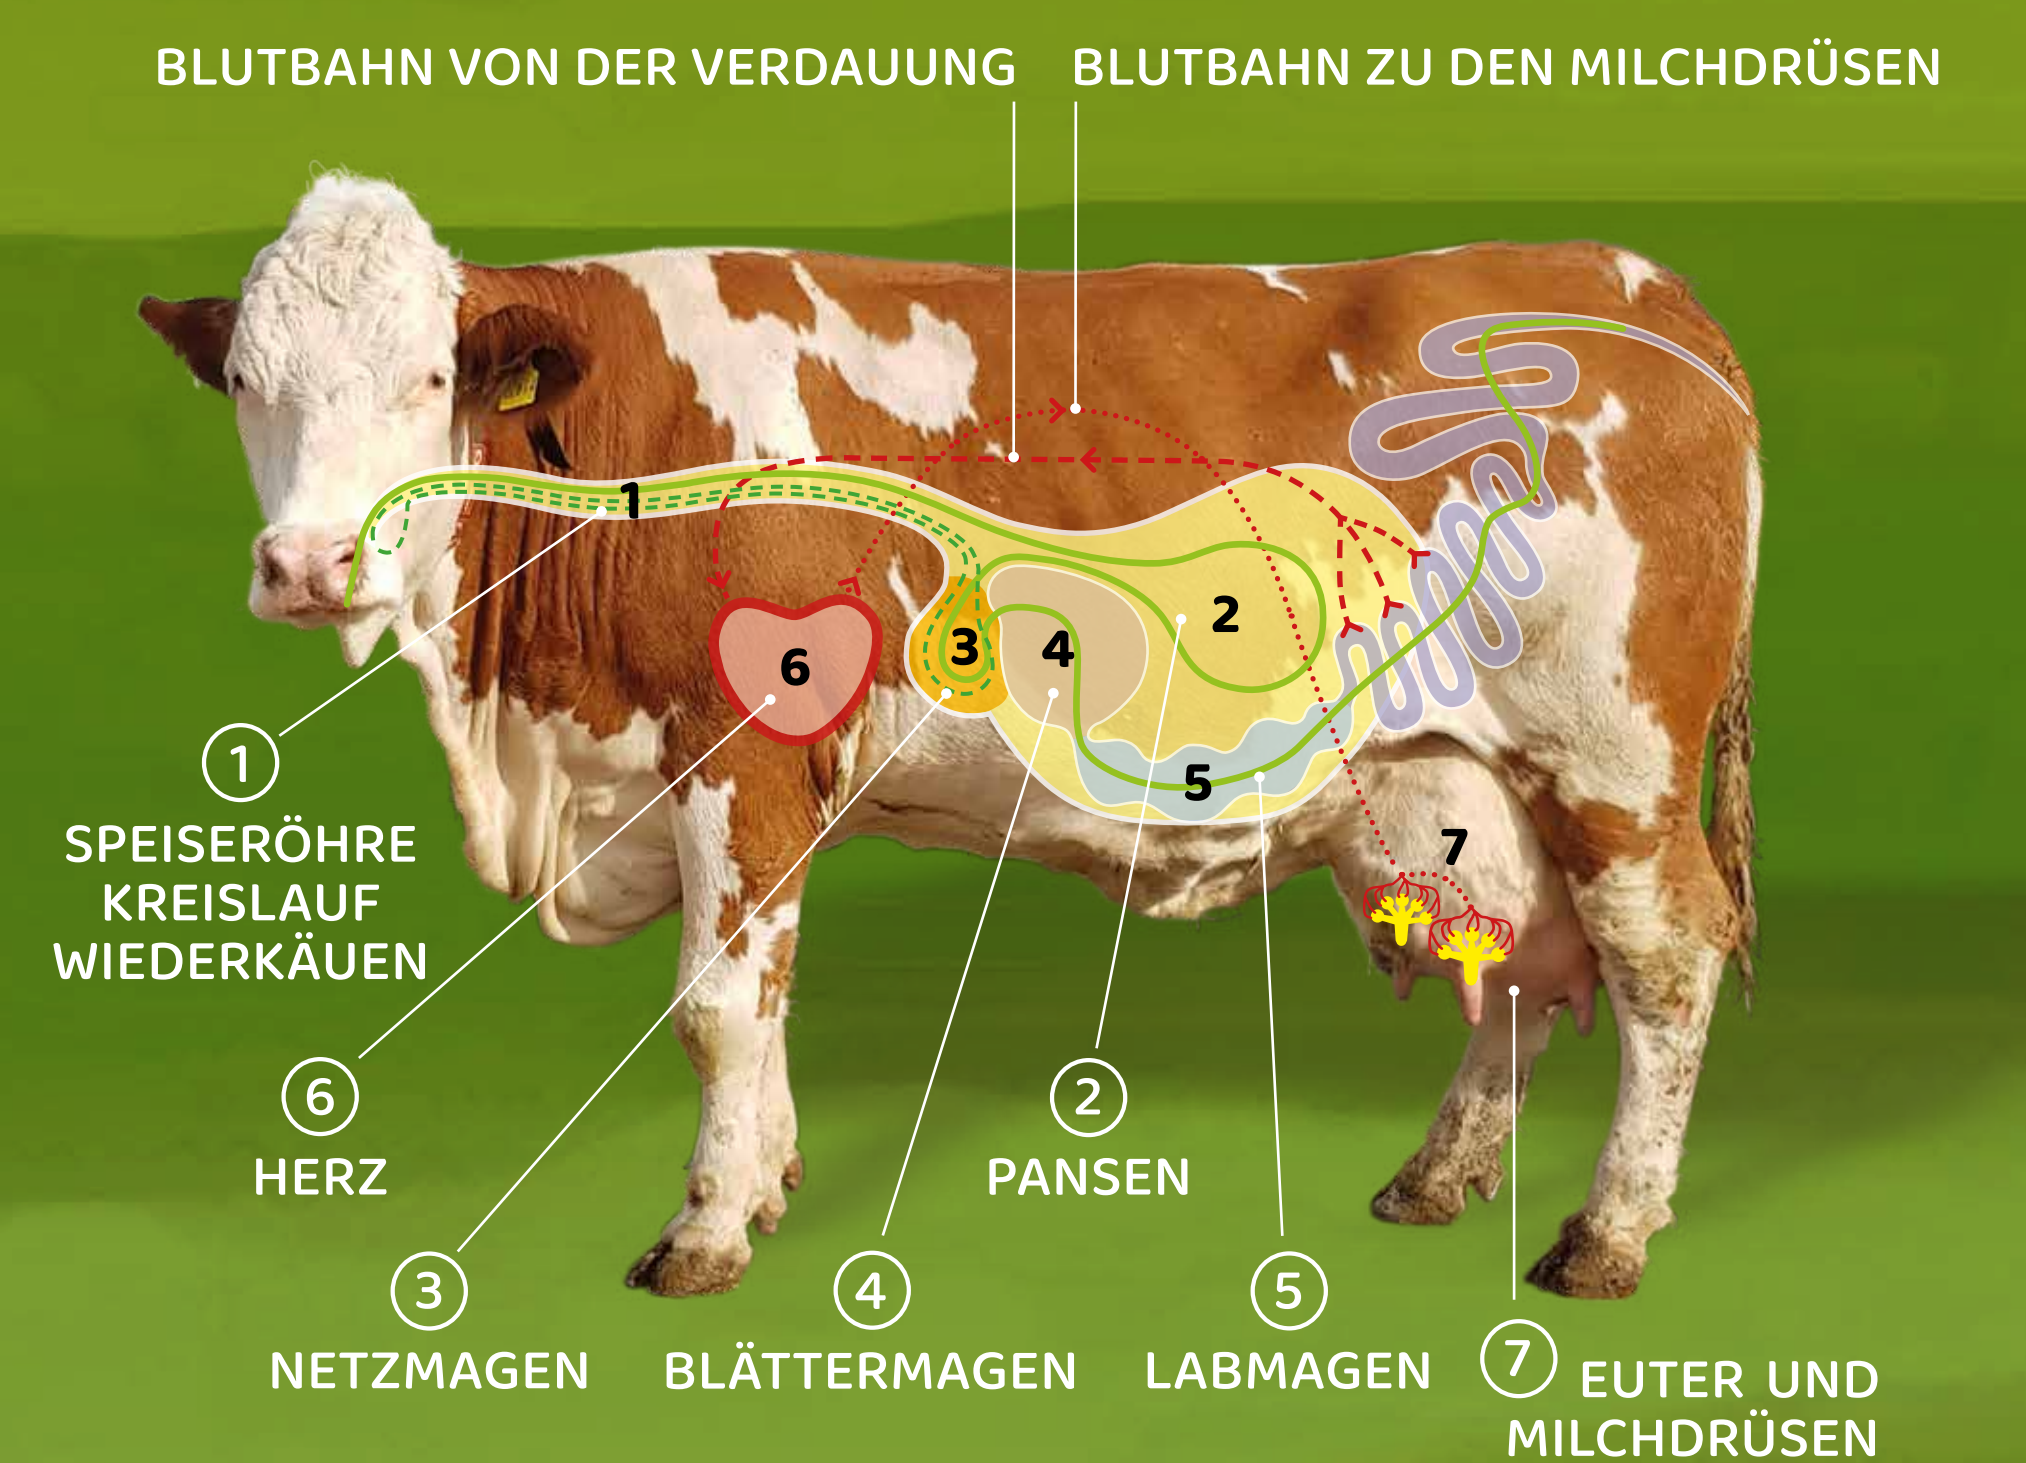 BLUTBAHN VON DER VERDAUUNG
BLUTBAHN ZU DEN MILCHDRÜSEN
1
2
3
4
5
6
7
1
SPEISERÖHRE
KREISLAUF
WIEDERKÄUEN
6
HERZ
2
PANSEN
3
NETZMAGEN
4
BLÄTTERMAGEN
5
LABMAGEN
7
EUTER UND
MILCHDRÜSEN